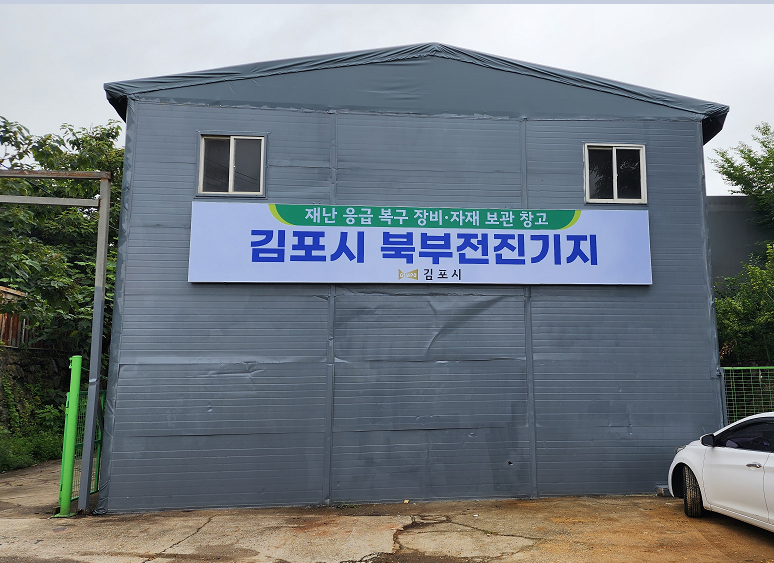 재난 응급 복구 장비·자재 보관 창고
김포시 북부전진기지
김포시